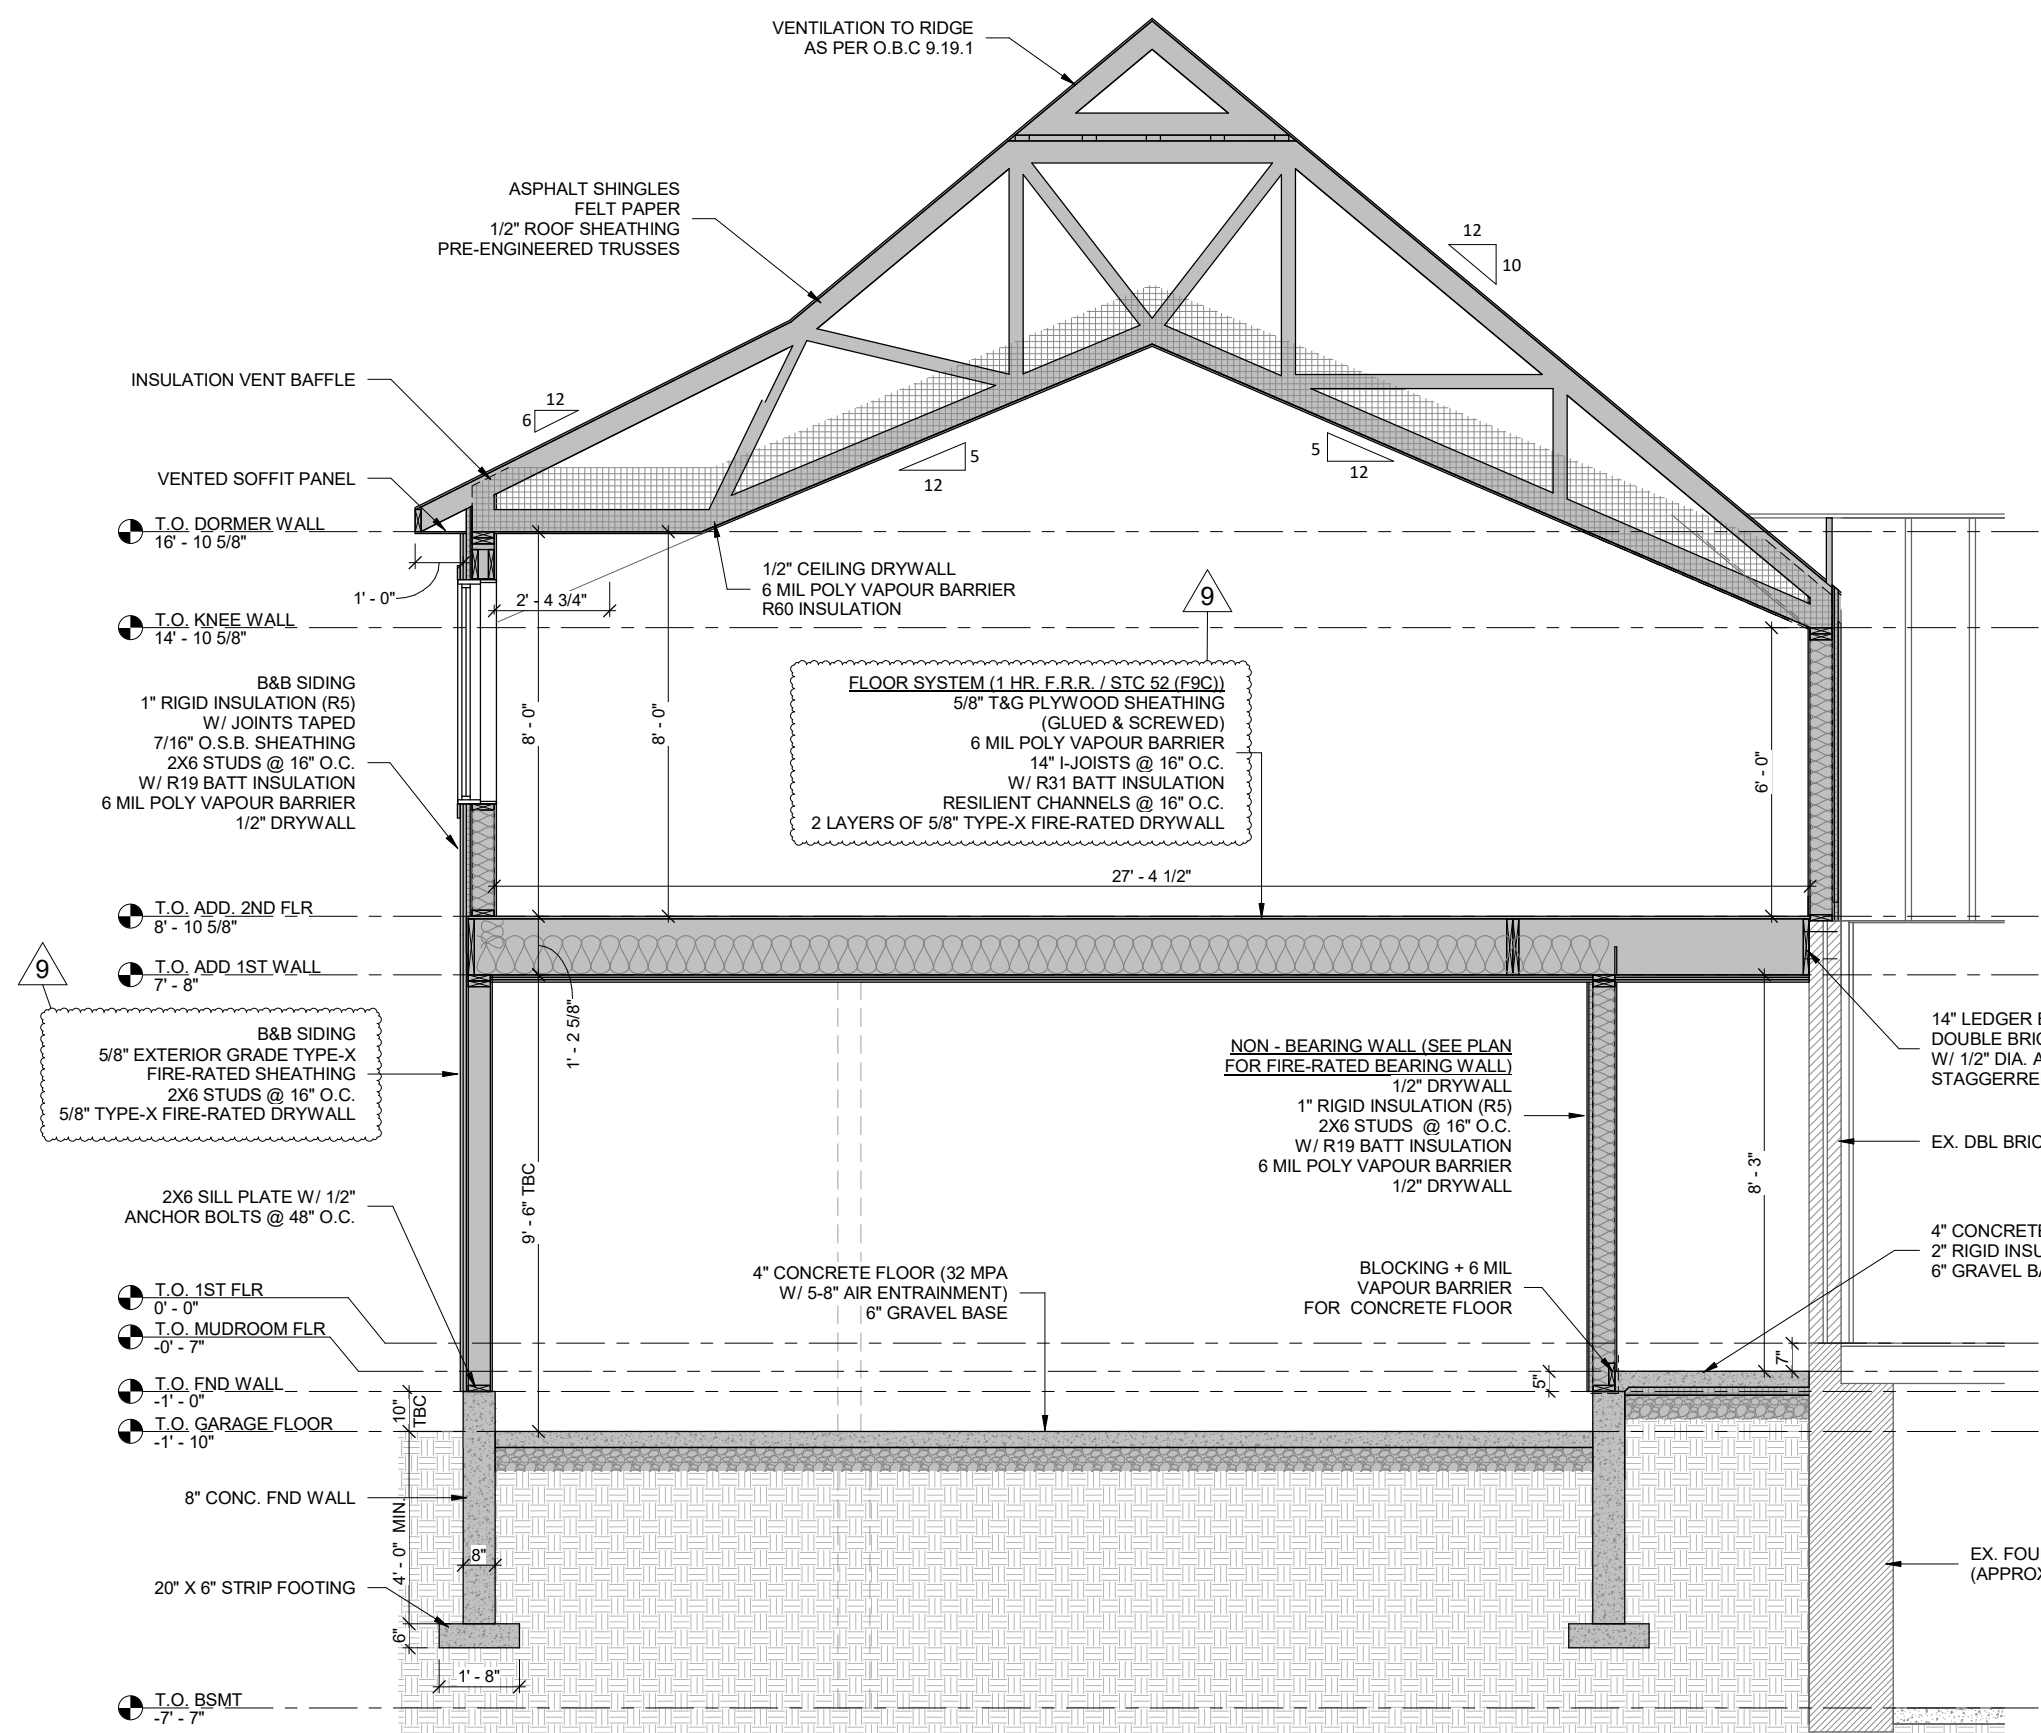 VENTILATION TO RIDGE
AS PER O.B.C 9.19.1
ASPHALT SHINGLES
FELT PAPER
1/2" ROOF SHEATHING
PRE-ENGINEERED TRUSSES
12
10
INSULATION VENT BAFFLE
12
6
5
12
5
12
VENTED SOFFIT PANEL
T.O. DORMER WALL
16' - 10 5/8"
1' - 0"
2' - 4 3/4"
1/2" CEILING DRYWALL
6 MIL POLY VAPOUR BARRIER
R60 INSULATION
9
T.O. KNEE WALL
14' - 10 5/8"
B&B SIDING
1" RIGID INSULATION (R5)
W/ JOINTS TAPED
7/16" O.S.B. SHEATHING
2X6 STUDS @ 16" O.C.
W/ R19 BATT INSULATION
6 MIL POLY VAPOUR BARRIER
1/2" DRYWALL
8' - 0"
8' - 0"
FLOOR SYSTEM (1 HR. F.R.R. / STC 52 (F9C))
5/8" T&G PLYWOOD SHEATHING
(GLUED & SCREWED)
6 MIL POLY VAPOUR BARRIER
14" I-JOISTS @ 16" O.C.
W/ R31 BATT INSULATION
RESILIENT CHANNELS @ 16" O.C.
2 LAYERS OF 5/8" TYPE-X FIRE-RATED DRYWALL
6' - 0"
27' - 4 1/2"
T.O. ADD. 2ND FLR
8' - 10 5/8"
9
T.O. ADD 1ST WALL
7' - 8"
1' - 2 5/8"
B&B SIDING
5/8" EXTERIOR GRADE TYPE-X
FIRE-RATED SHEATHING
2X6 STUDS @ 16" O.C.
5/8" TYPE-X FIRE-RATED DRYWALL
NON - BEARING WALL (SEE PLAN
FOR FIRE-RATED BEARING WALL)
1/2" DRYWALL
1" RIGID INSULATION (R5)
2X6 STUDS @ 16" O.C.
W/ R19 BATT INSULATION
6 MIL POLY VAPOUR BARRIER
1/2" DRYWALL
14" LEDGER
DOUBLE
W/ 1/2" DIA.
EX. DBL
8' - 3"
9' - 6" TBC
2X6 SILL PLATE W/ 1/2"
ANCHOR BOLTS @ 48" O.C.
4" CONCRETE FLOOR (32 MPA
W/ 5-8" AIR ENTRAINMENT)
6" GRAVEL BASE
BLOCKING + 6 MIL
VAPOUR BARRIER
FOR CONCRETE FLOOR
4" CONCRETE
2" RIGID
6" GRAVEL
T.O. 1ST FLR
0' - 0"
T.O. MUDROOM FLR
-0' - 7"
7"
5"
T.O. FND WALL
-1' - 0"
10"
TBC
T.O. GARAGE FLOOR
-1' - 10"
8" CONC. FND WALL
4' - 0" MIN.
8"
20" X 6" STRIP FOOTING
6"
1' - 8"
EX.
T.O. BSMT
-7' - 7"